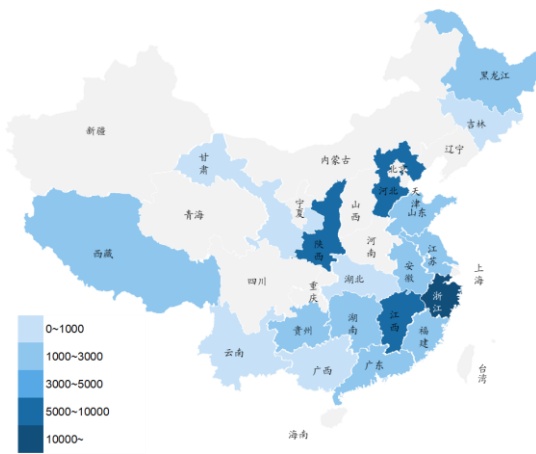 黑龙江
吉林
新疆
辽宁
甘肃
内蒙古
北京
河北
天津
宁夏
山西
山东
青海
陕西
河南
西藏
江苏
安徽
上海
四川
湖北
重庆
浙江
贵州
湖南
江西
福建
云南
广西
广东
台湾
海南
0~1000
1000~3000
3000~5000
5000~10000
10000~